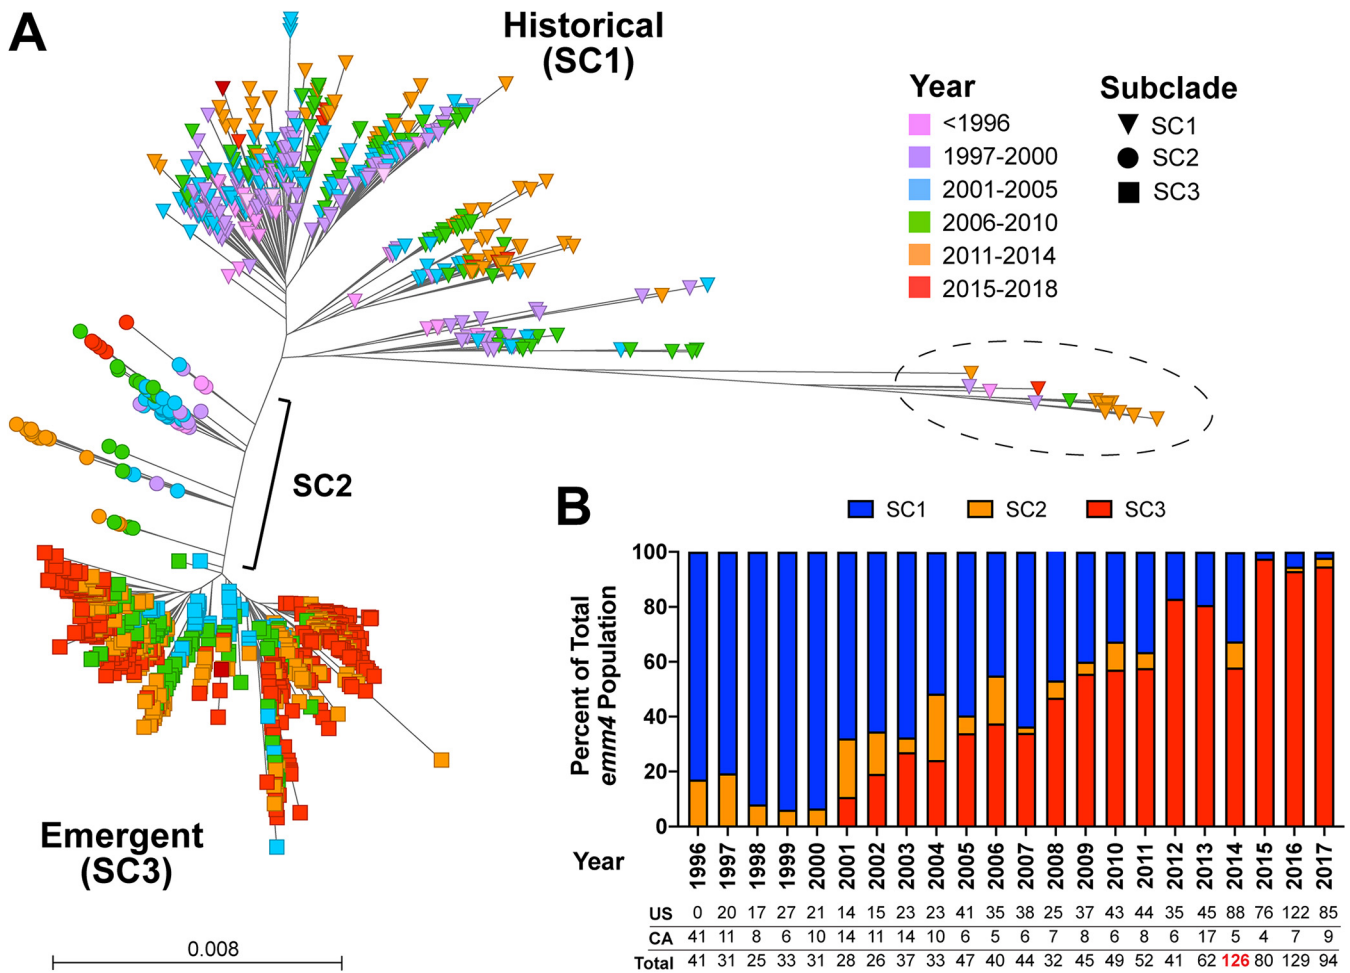 A
Historical
(SC1)
Year
<1996
1997-2000
2001-2005
2006-2010
2011-2014
2015-2018
Subclade
SC1
SC2
SC3
SC2
Emergent
(SC3)
0.008
B
SC1 SC2 SC3
Percent of Total
emm4 Population
100
80
60
40
20
0
Year 1996 1997 1998 1999 2000 2001 2002 2003 2004 2005 2006 2007 2008 2009 2010 2011 2012 2013 2014 2015 2016 2017
US 0 20 17 27 21 14 15 23 23 41 35 38 25 37 43 44 35 45 88 76 122 85
CA 41 11 8 6 10 14 11 14 10 6 5 6 7 8 6 8 6 17 5 4 7 9
Total 41 31 25 33 31 28 26 37 33 47 40 44 32 45 49 52 41 62 126 80 129 94